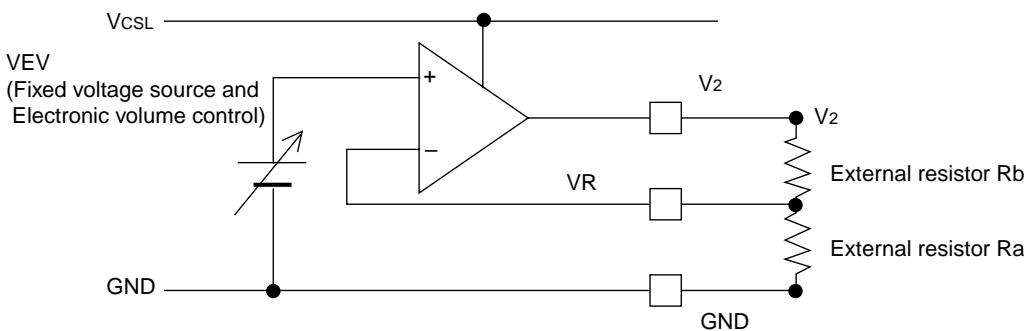 VCSL
VEV
(Fixed voltage source and
Electronic volume control)
+
−
V2
V2
External resistor Rb
VR
External resistor Ra
GND
GND